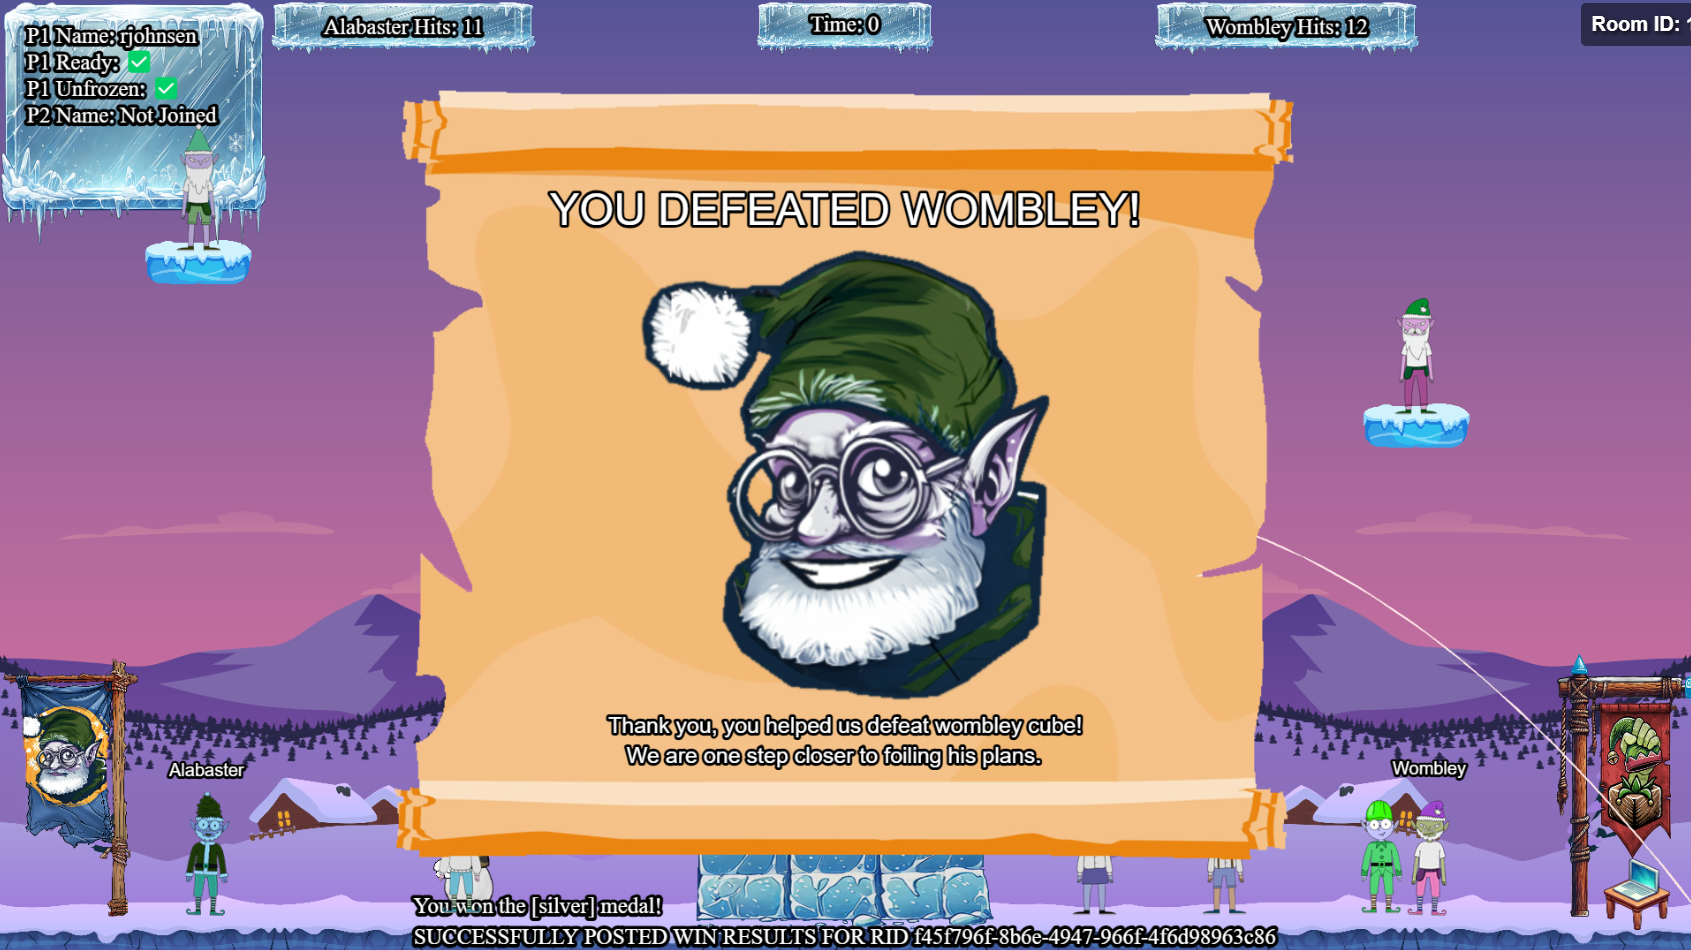 P1 Name: rjohnsen
P1 Ready: ✅
P1 Unfrozen: ✅
P2 Name: Not Joined
Alabaster Hits: 11
Time: 0
Wombley Hits: 12
Room ID:
YOU DEFEATED WOMBLEY!
Thank you, you helped us defeat wombley cube!
We are one step closer to foiling his plans.
Alabaster
Wombley
You won the [silver] medal!
SUCCESSFULLY POSTED WIN RESULTS FOR RID f45f796f-8b6e-4947-966f-4f6d98963c86